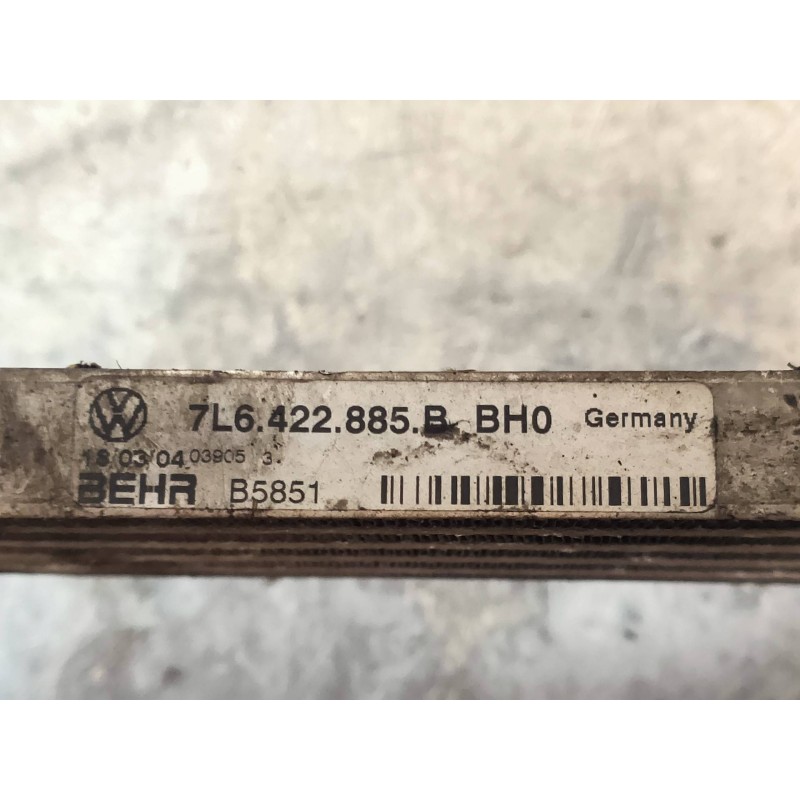 7L6.422.885.B BH0 Germany
18/03/04 03905 3.
BEHR B5851